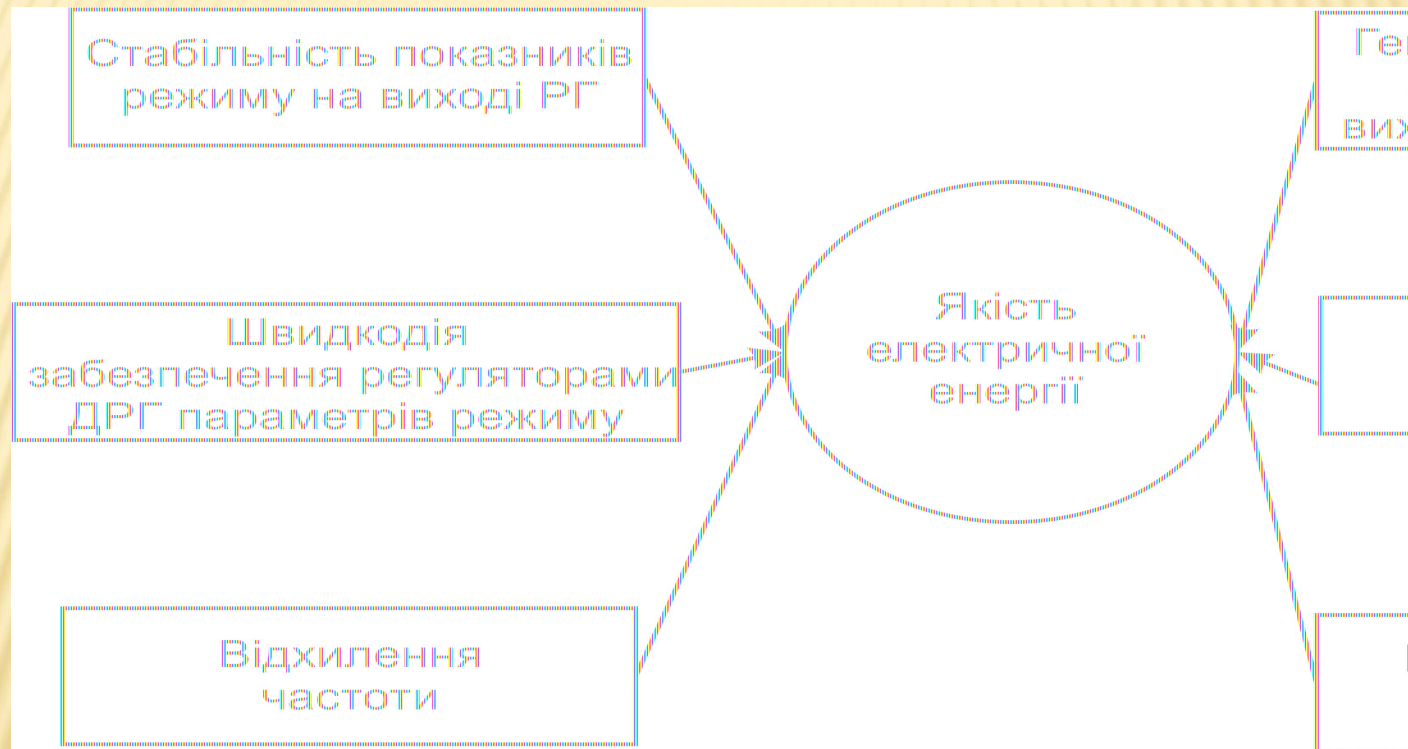 Стабільність показників
режиму на виході РГ
Швидкодія
забезпечення регуляторами
ДРГ параметрів режиму
Відхилення
частоти
Якість
електричної
енергії